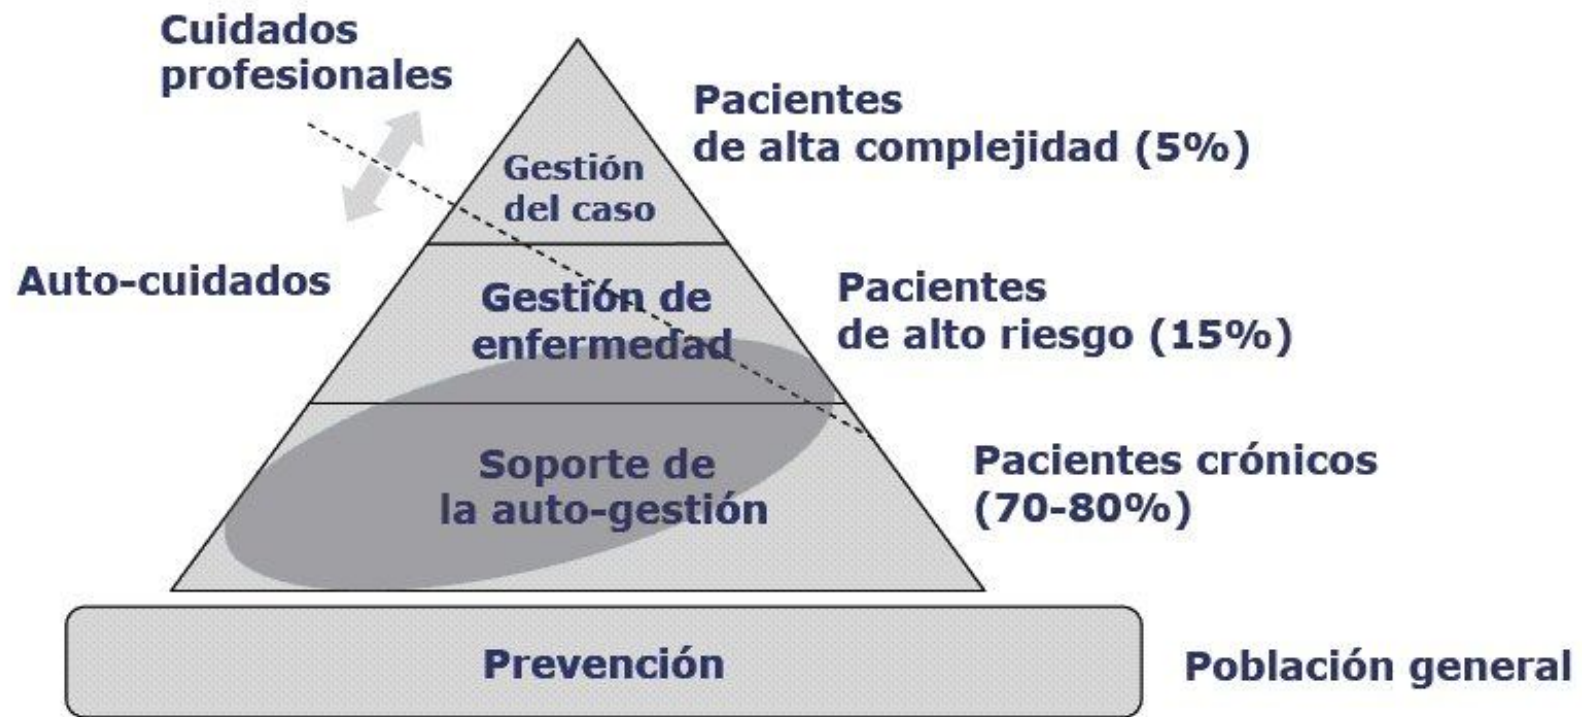 Cuidados
profesionales
Pacientes
de alta complejidad (5%)
Gestión
del caso
Auto-cuidados
Gestión de
enfermedad
Pacientes
de alto riesgo (15%)
Soporte de
la auto-gestión
Pacientes crónicos
(70-80%)
Prevención
Población general